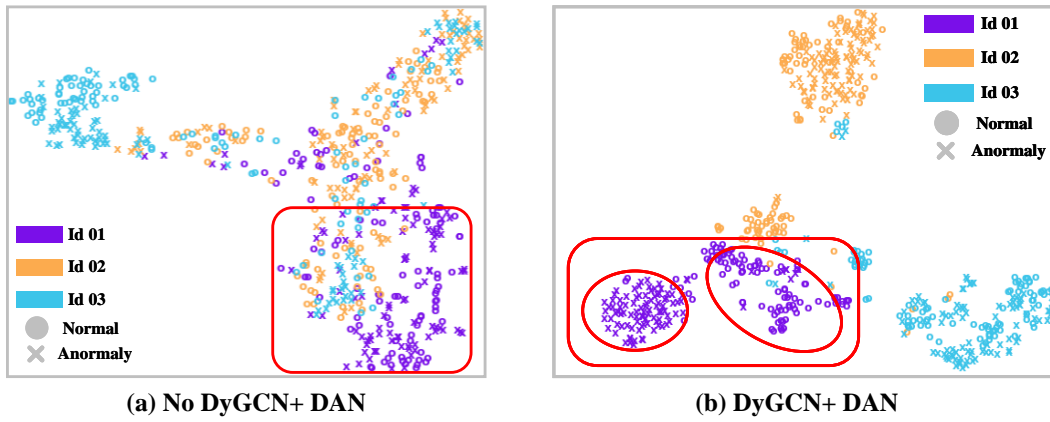 Id 01
Id 02
Id 03
Normal
Anormaly
(a) No DyGCN+ DAN
Id 01
Id 02
Id 03
Normal
Anormaly
(b) DyGCN+ DAN